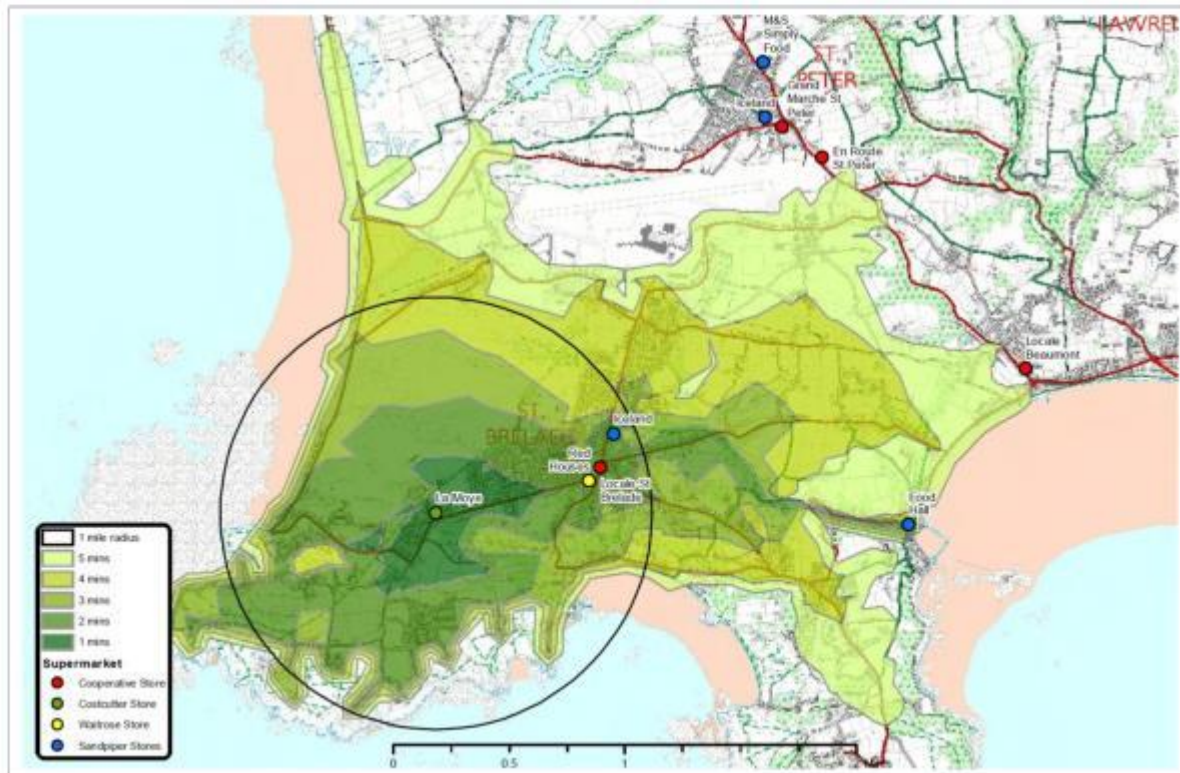 M&S
Simply
Food
ST.
PETER
LAWRE
Grand
Marche St
Peter
Iceland
En Route
St Peter
Locale
Beaumont
ST.
BRELAD
Iceland
Red
Houses
Locale St
Brelade
La Moye
Food
Hall
1 mile radius
5 mins
4 mins
3 mins
2 mins
1 mins
Supermarket
Cooperative Store
Costcutter Store
Waitrose Store
Sandpiper Stores
0
0.5
1